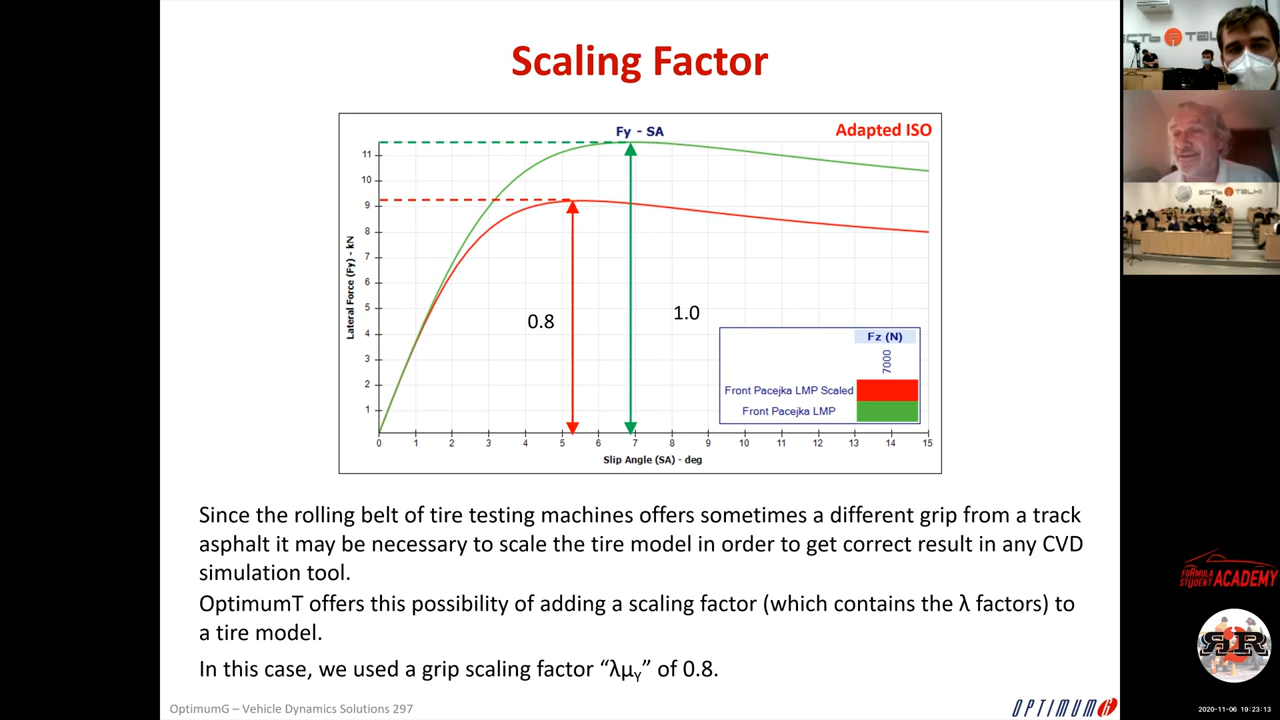 Scaling Factor
Fy - SA
Adapted ISO
Lateral Force (Fy) - kN
11
10
9
8
7
6
5
4
3
2
1
0.8
1.0
Fz (N)
7000
Front Pacejka LMP Scaled
Front Pacejka LMP
0 1 2 3 4 5 6 7 8 9 10 11 12 13 14 15
Slip Angle (SA) - deg
Since the rolling belt of tire testing machines offers sometimes a different grip from a track
asphalt it may be necessary to scale the tire model in order to get correct result in any CVD
simulation tool.
OptimumT offers this possibility of adding a scaling factor (which contains the λ factors) to
a tire model.
In this case, we used a grip scaling factor “λμY” of 0.8.
OptimumG – Vehicle Dynamics Solutions 297
OPTIMUM G
FORMULA
STUDENT ACADEMY
2020-11-06 19:23:13